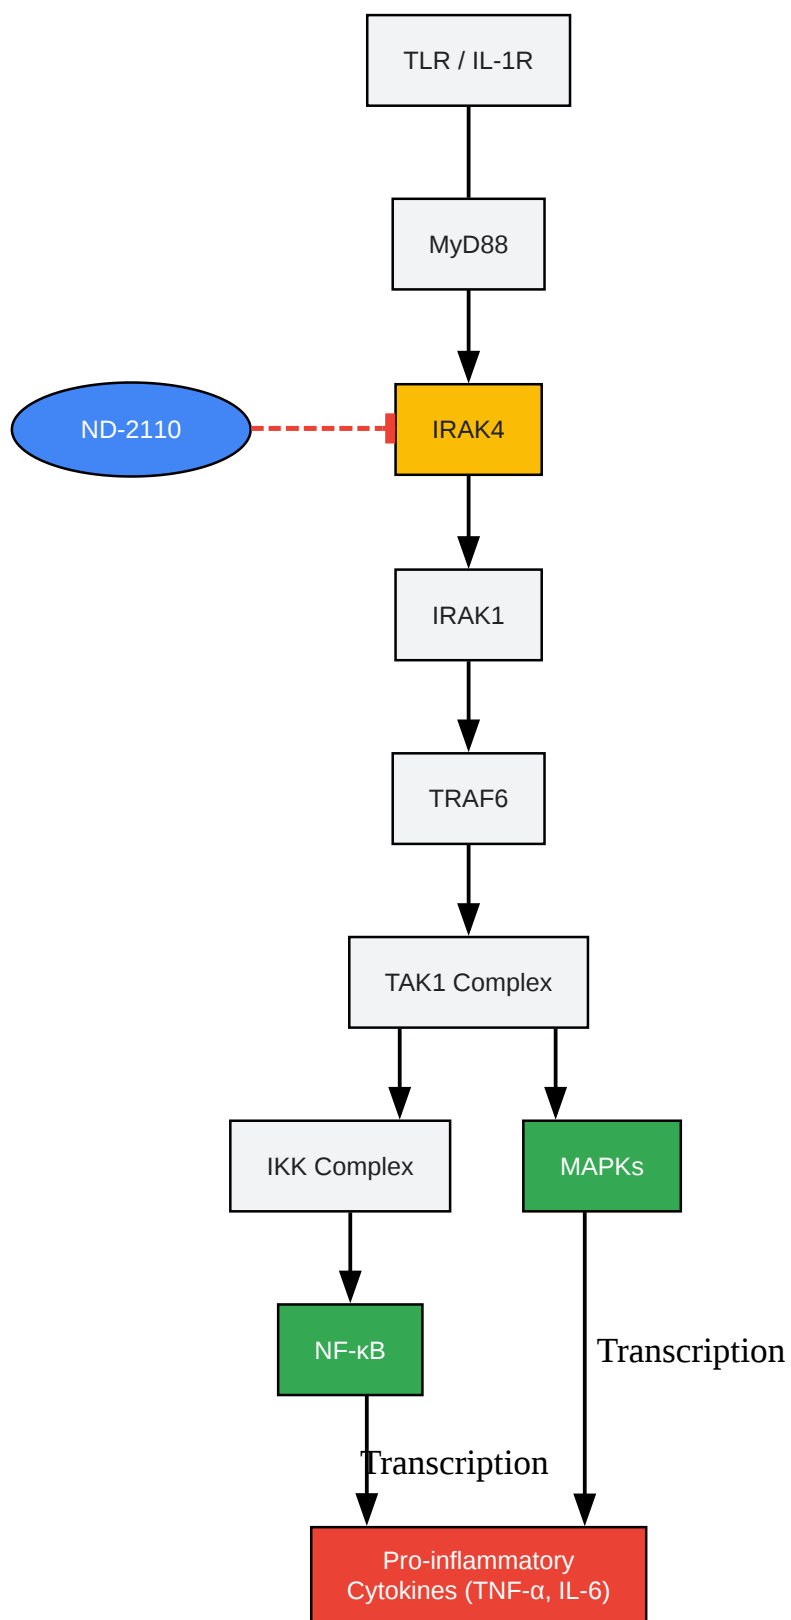 TLR / IL-1R
MyD88
ND-2110
IRAK4
IRAK1
TRAF6
TAK1 Complex
IKK Complex
MAPKs
NF-κB
Transcription
Transcription
Pro-inflammatory
Cytokines (TNF-α, IL-6)